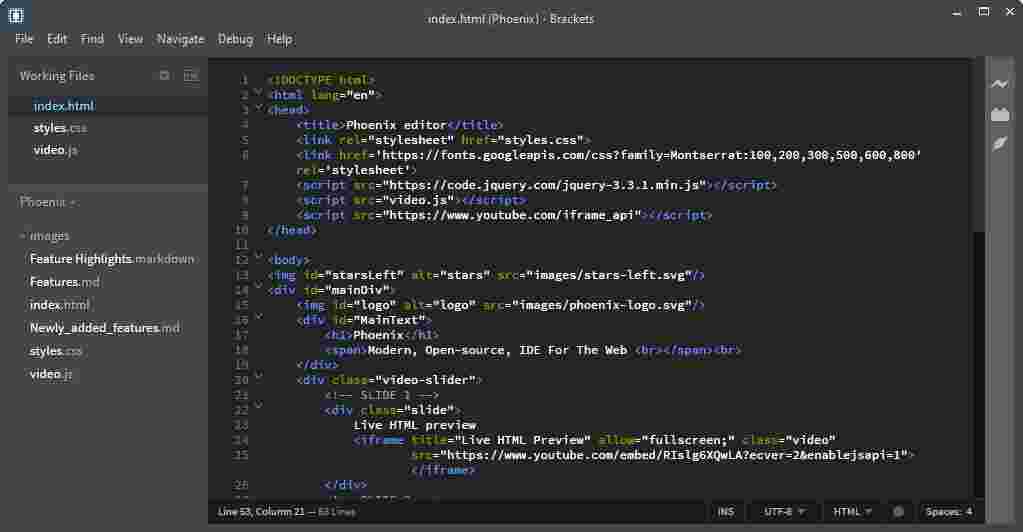 index.html (Phoenix) - Brackets
File Edit Find View Navigate Debug Help
Working Files
index.html
styles.css
video.js
Phoenix
images
Feature Highlights.markdown
Features.md
index.html
Newly_added_features.md
styles.css
video.js
1 <!DOCTYPE html>
2 <html lang="en">
3 <head>
4 <title>Phoenix editor</title>
5 <link rel="stylesheet" href="styles.css">
6 <link href='https://fonts.googleapis.com/css?family=Montserrat:100,200,300,500,600,800'
rel='stylesheet'>
7 <script src="https://code.jquery.com/jquery-3.3.1.min.js"></script>
8 <script src="video.js"></script>
9 <script src="https://www.youtube.com/iframe_api"></script>
10 </head>
11
12 <body>
13 <img id="starsLeft" alt="stars" src="images/stars-left.svg"/>
14 <div id="mainDiv">
15 <img id="logo" alt="logo" src="images/phoenix-logo.svg"/>
16 <div id="MainText">
17 <h1>Phoenix</h1>
18 <span>Modern, Open-source, IDE For The Web <br></span><br>
19 </div>
20 <div class="video-slider">
21 <!-- SLIDE 1 -->
22 <div class="slide">
23 Live HTML preview
24 <iframe title="Live HTML Preview" allow="fullscreen;" class="video"
25 src="https://www.youtube.com/embed/RIslg6XQwLA?ecver=2&enablejsapi=1">
</iframe>
26 </div>
Line 53, Column 21 — 63 Lines
INS UTF-8 HTML Spaces: 4